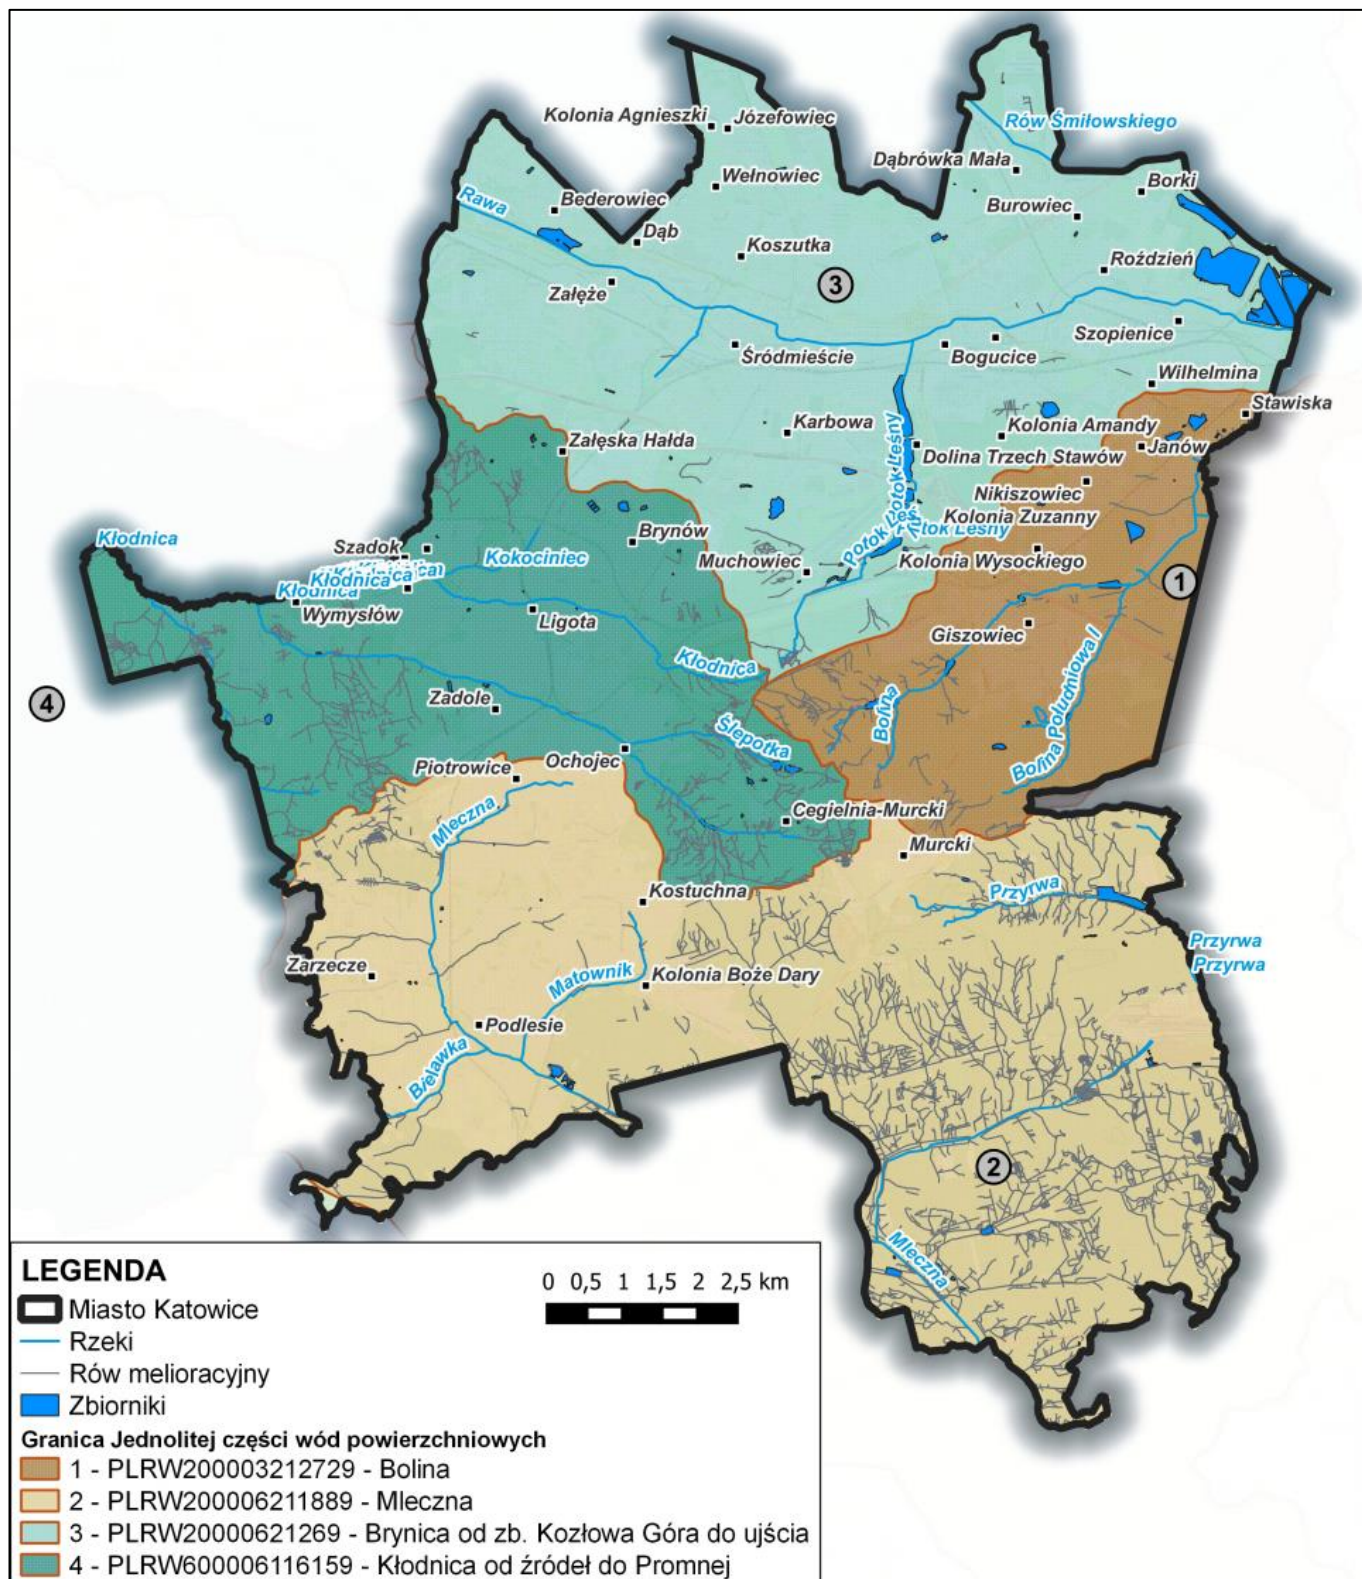 Kolonia Agnieszki
Józefowiec
Rów Śmiłowskiego
Dąbrówka Mała
Wełnowiec
Borki
Rawa
Bederowiec
Burowiec
Dąb
Koszutka
Roździeń
3
Załęże
Szopienice
Śródmieście
Bogucice
Wilhelmina
Stawiska
Karbowa
Kolonia Amandy
Załęska Hałda
Potok Leśny
Dolina Trzech Stawów
Janów
Nikiszowiec
Kolonia Zuzanny
Kłodnica
Brynów
Potok Leś
otok Leśny
Szadok
Kokociniec
Muchowiec
Kolonia Wysockiego
Kłodnica
Kłodnica
1
Wymysłów
Ligota
Giszowiec
Kłodnica
4
Zadole
Bolina
Bolina Południowa I
Ślepotka
Ochojec
Piotrowice
Mleczna
Cegielnia-Murcki
Murcki
Kostuchna
Przyrwa
Przyrwa
Przyrwa
Zarzecze
Matownik
Kolonia Boże Dary
Podlesie
Bielawka
2
Mleczna
LEGENDA
0 0,5 1 1,5 2 2,5 km
Miasto Katowice
Rzeki
Rów melioracyjny
Zbiorniki
Granica Jednolitej części wód powierzchniowych
1 - PLRW200003212729 - Bolina
2 - PLRW200006211889 - Mleczna
3 - PLRW20000621269 - Brynica od zb. Kozłowa Góra do ujścia
4 - PLRW600006116159 - Kłodnica od źródeł do Promnej